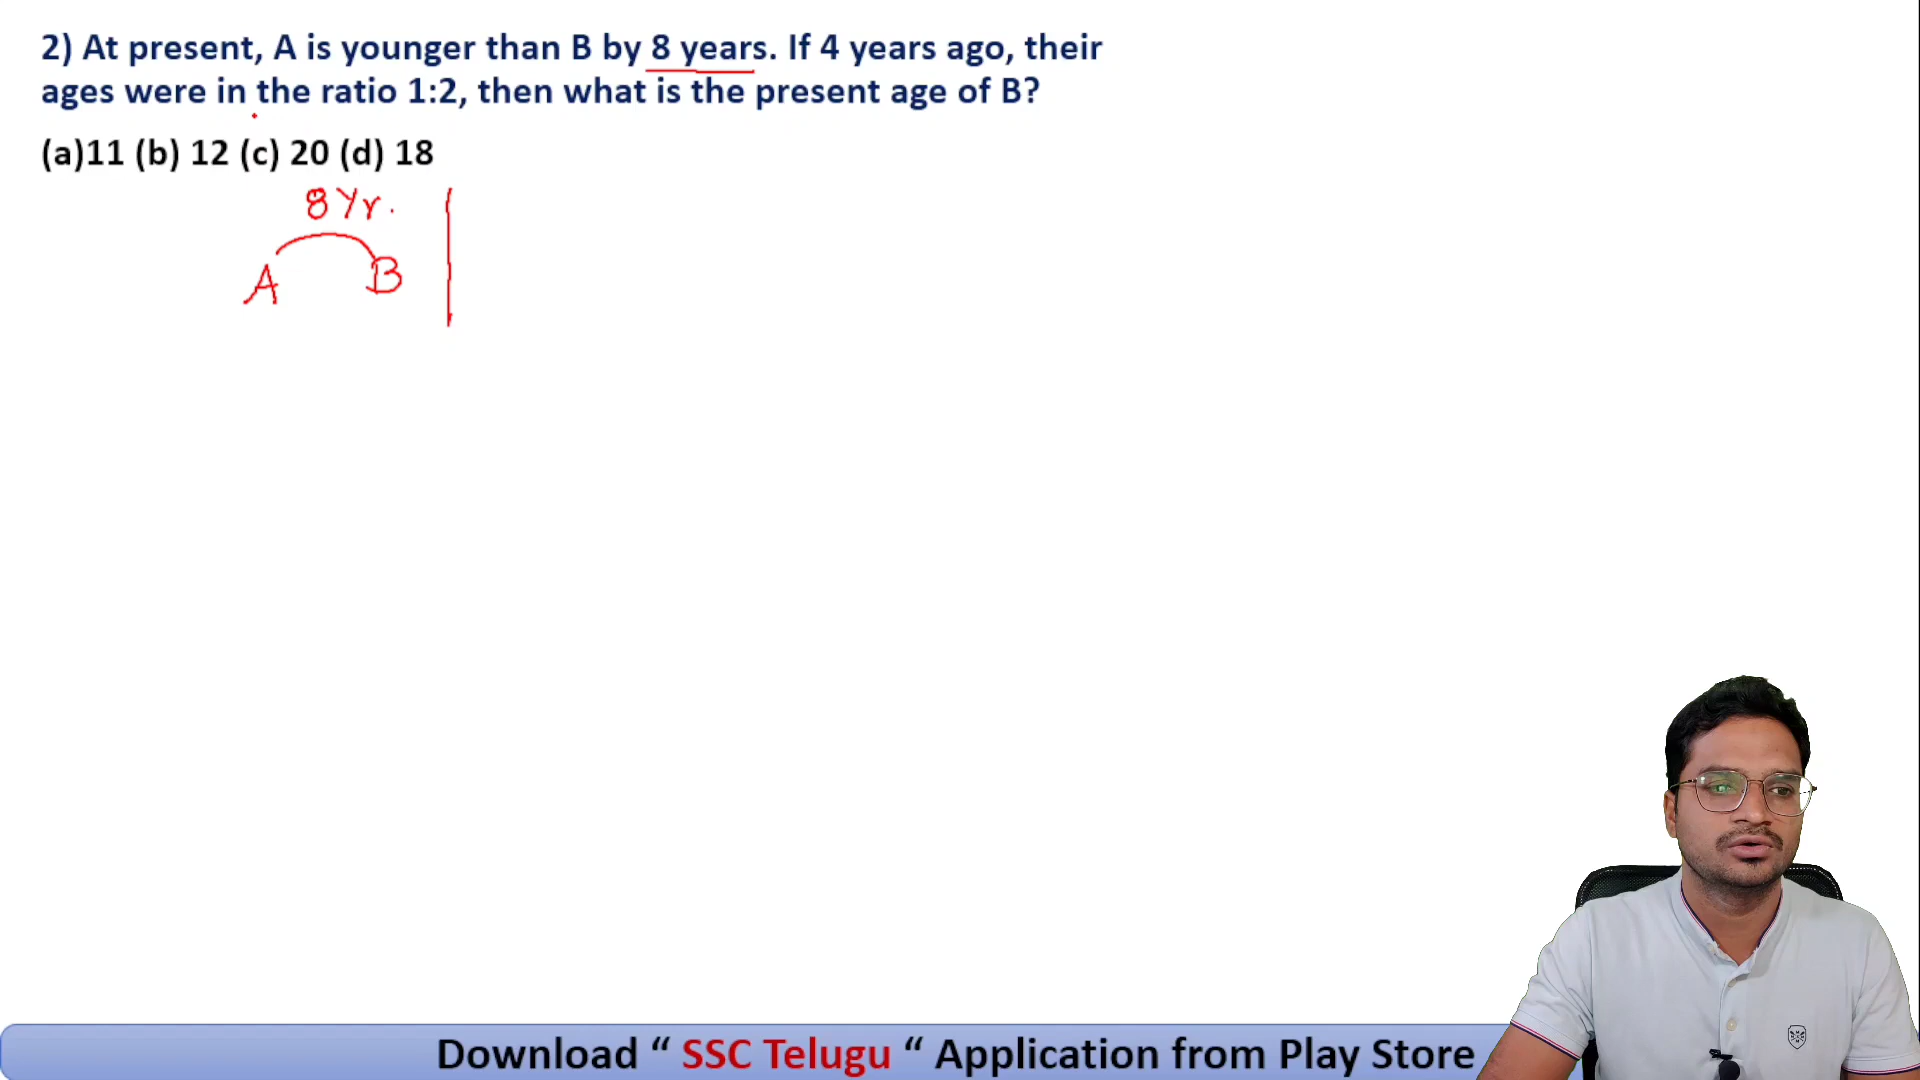 2) At present, A is younger than B by 8 years. If 4 years ago, their
ages were in the ratio 1:2, then what is the present age of B?
(a)11 (b) 12 (c) 20 (d) 18
8 Yr.
A B
Download “ SSC Telugu “ Application from Play Store